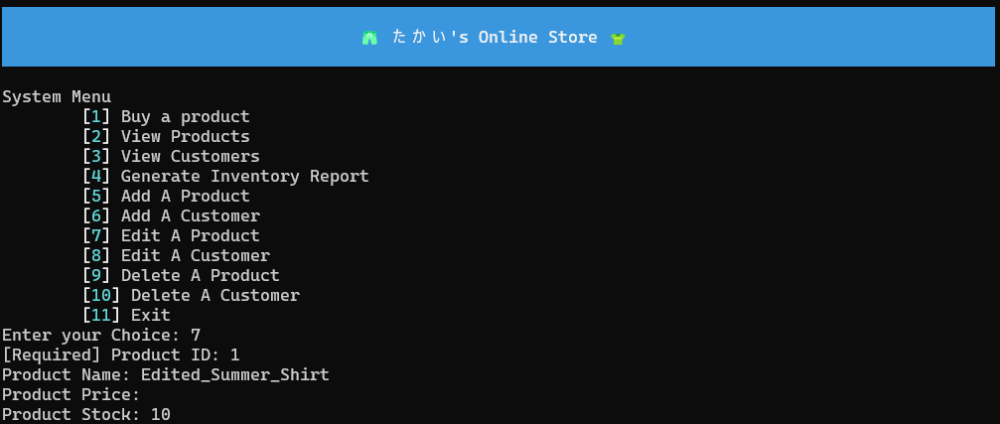 たかい's Online Store
System Menu
[1] Buy a product
[2] View Products
[3] View Customers
[4] Generate Inventory Report
[5] Add A Product
[6] Add A Customer
[7] Edit A Product
[8] Edit A Customer
[9] Delete A Product
[10] Delete A Customer
[11] Exit
Enter your Choice: 7
[Required] Product ID: 1
Product Name: Edited_Summer_Shirt
Product Price:
Product Stock: 10